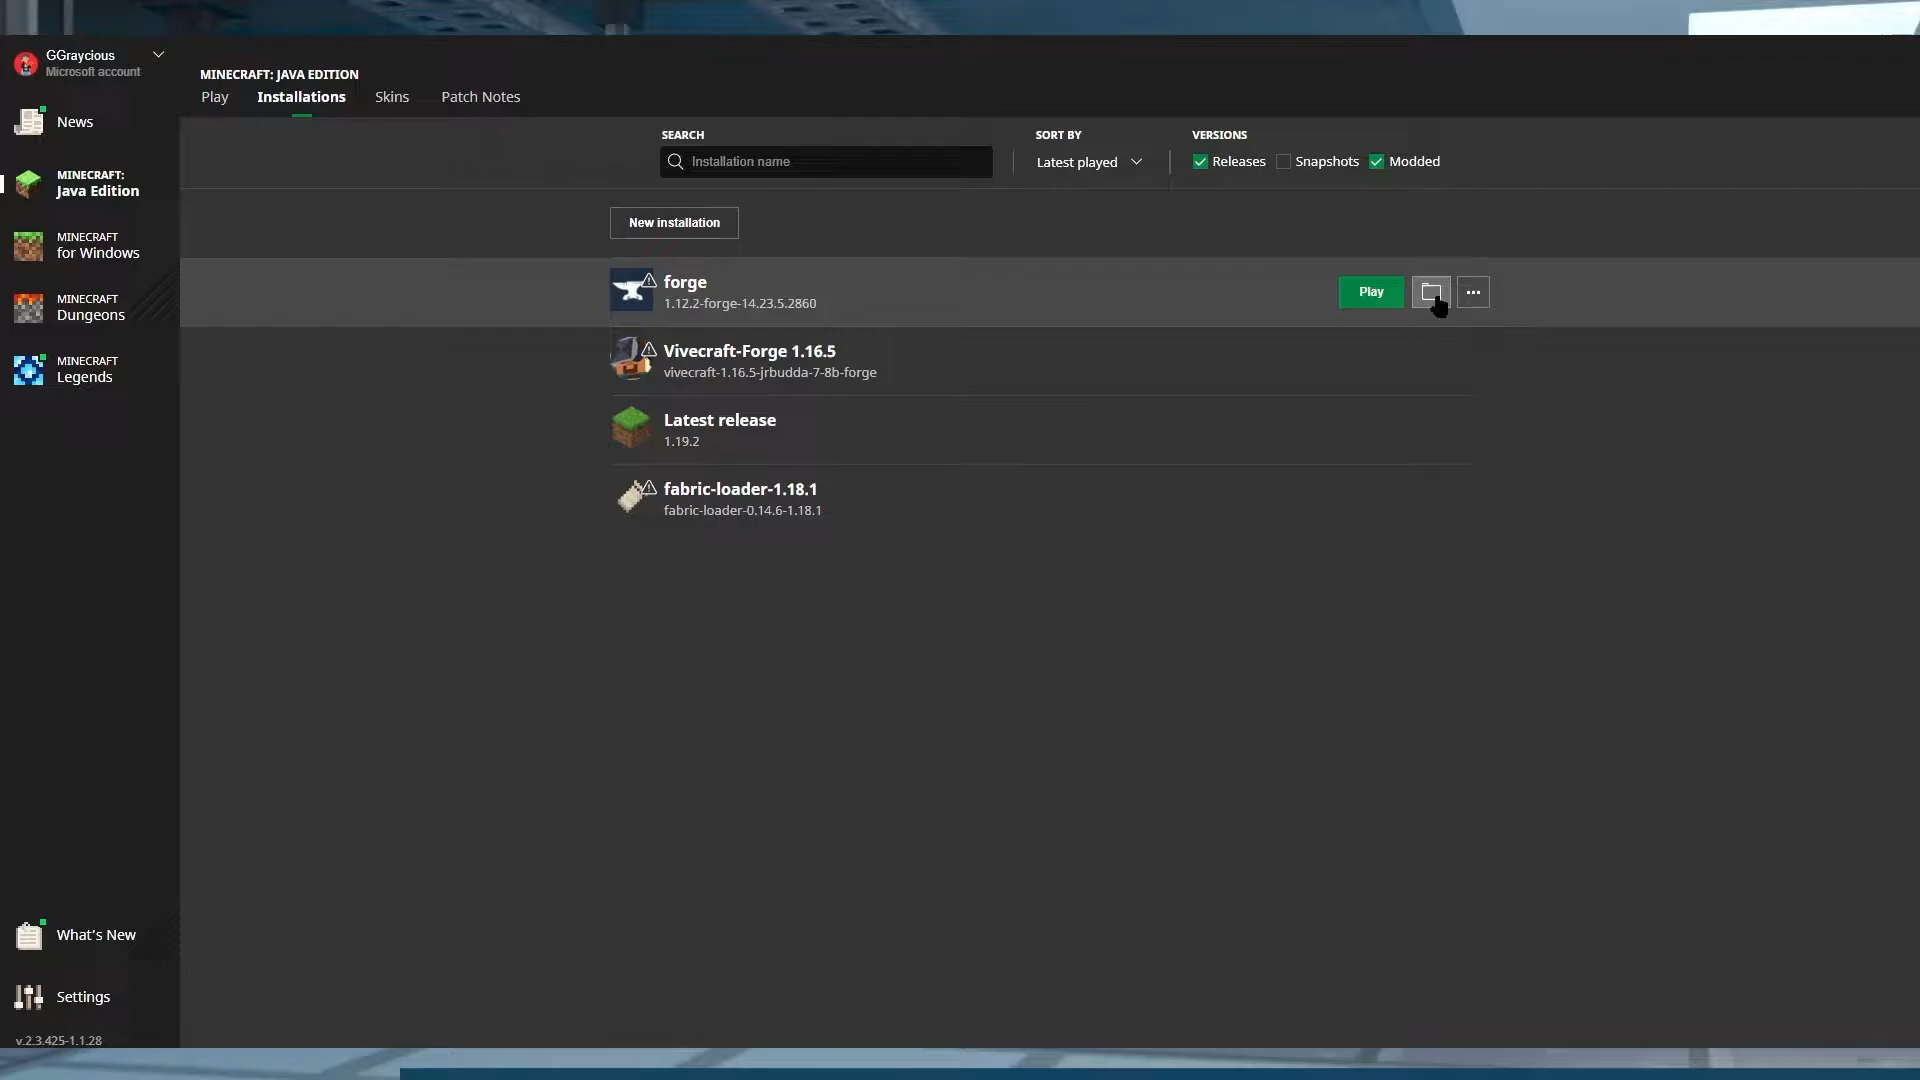 GGraycious
Microsoft account
News
MINECRAFT:
Java Edition
MINECRAFT
for Windows
MINECRAFT
Dungeons
MINECRAFT
Legends
What's New
Settings
v.2.3.425-1.1.28
MINECRAFT: JAVA EDITION
Play Installations Skins Patch Notes
SEARCH SORT BY VERSIONS
Installation name Latest played Releases Snapshots Modded
New installation
forge
1.12.2-forge-14.23.5.2860
Play
Vivecraft-Forge 1.16.5
vivecraft-1.16.5-jrbudda-7-8b-forge
Latest release
1.19.2
fabric-loader-1.18.1
fabric-loader-0.14.6-1.18.1